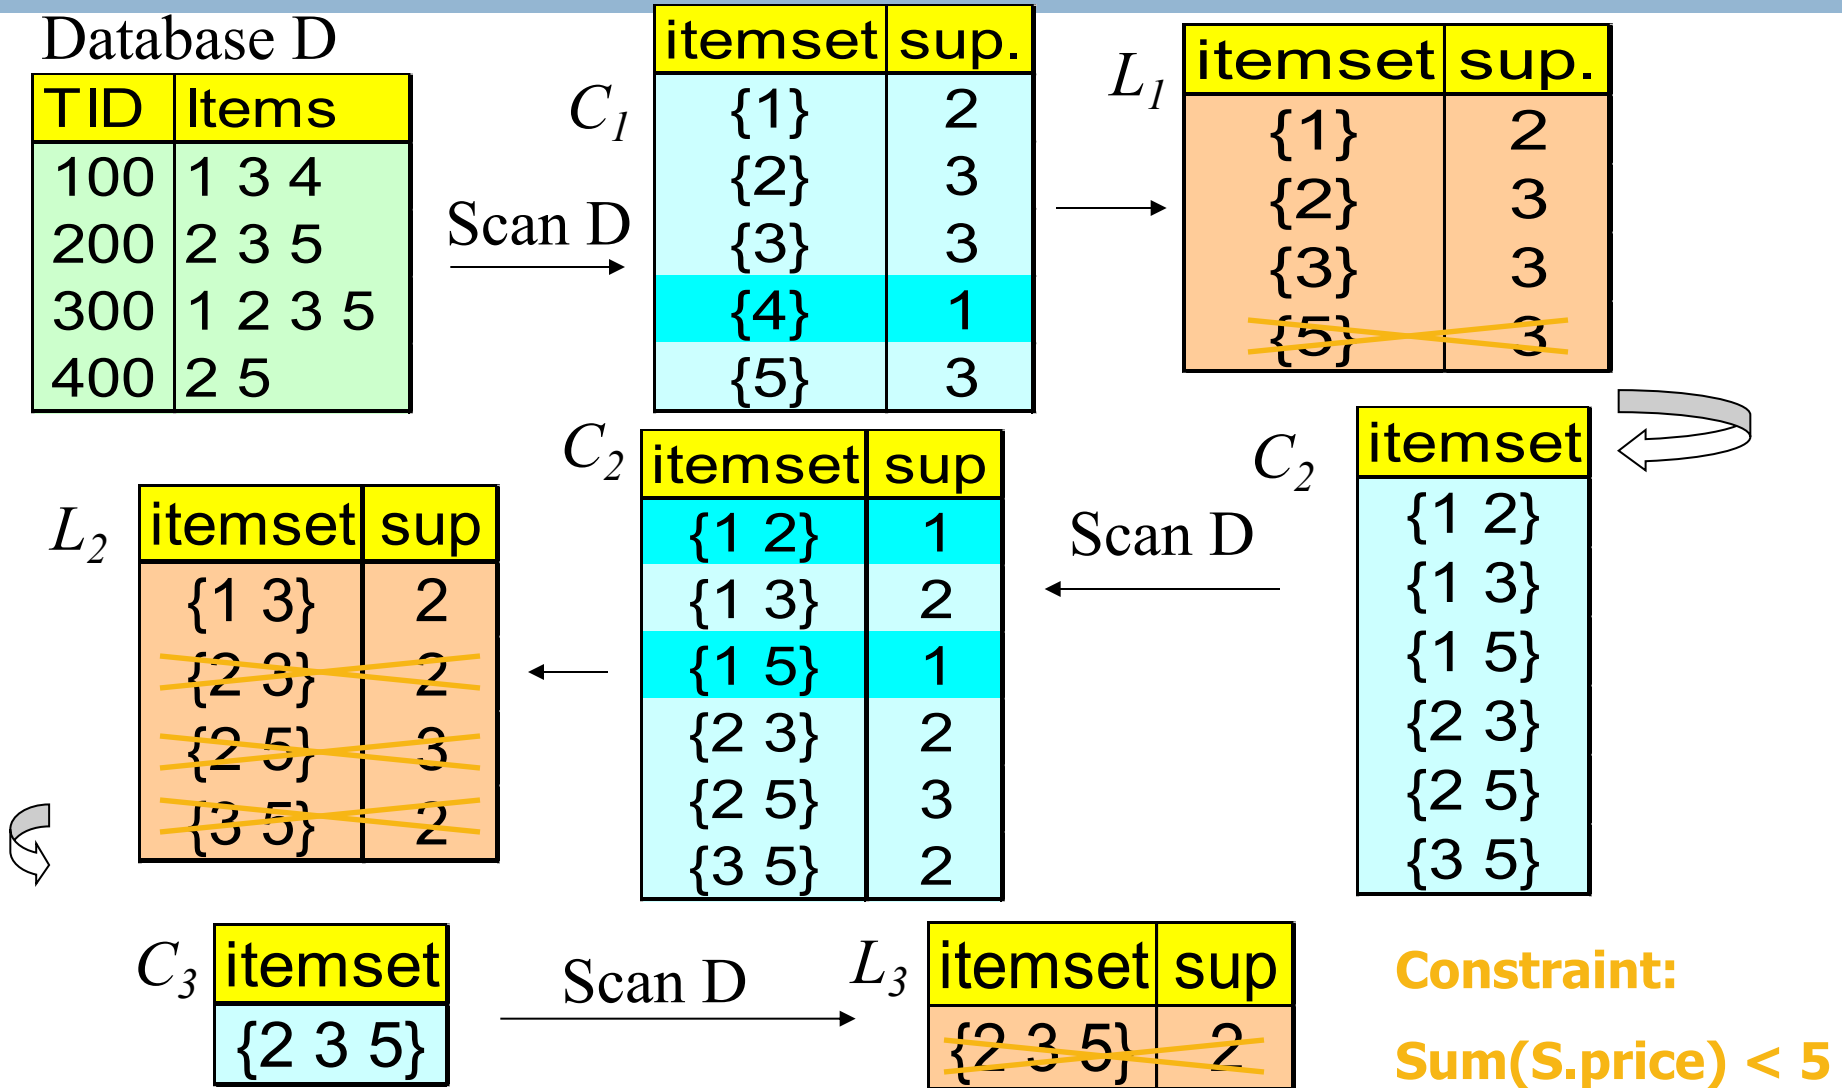 Database D
TID Items
100 1 3 4
200 2 3 5
300 1 2 3 5
400 2 5
Scan D
C1
itemset sup.
{1} 2
{2} 3
{3} 3
{4} 1
{5} 3
L1
itemset sup.
{1} 2
{2} 3
{3} 3
{5} 3
C2
itemset
{1 2}
{1 3}
{1 5}
{2 3}
{2 5}
{3 5}
Scan D
C2
itemset sup
{1 2} 1
{1 3} 2
{1 5} 1
{2 3} 2
{2 5} 3
{3 5} 2
L2
itemset sup
{1 3} 2
{2 3} 2
{2 5} 3
{3 5} 2
C3
itemset
{2 3 5}
Scan D
L3
itemset sup
{2 3 5} 2
Constraint:
Sum(S.price) < 5